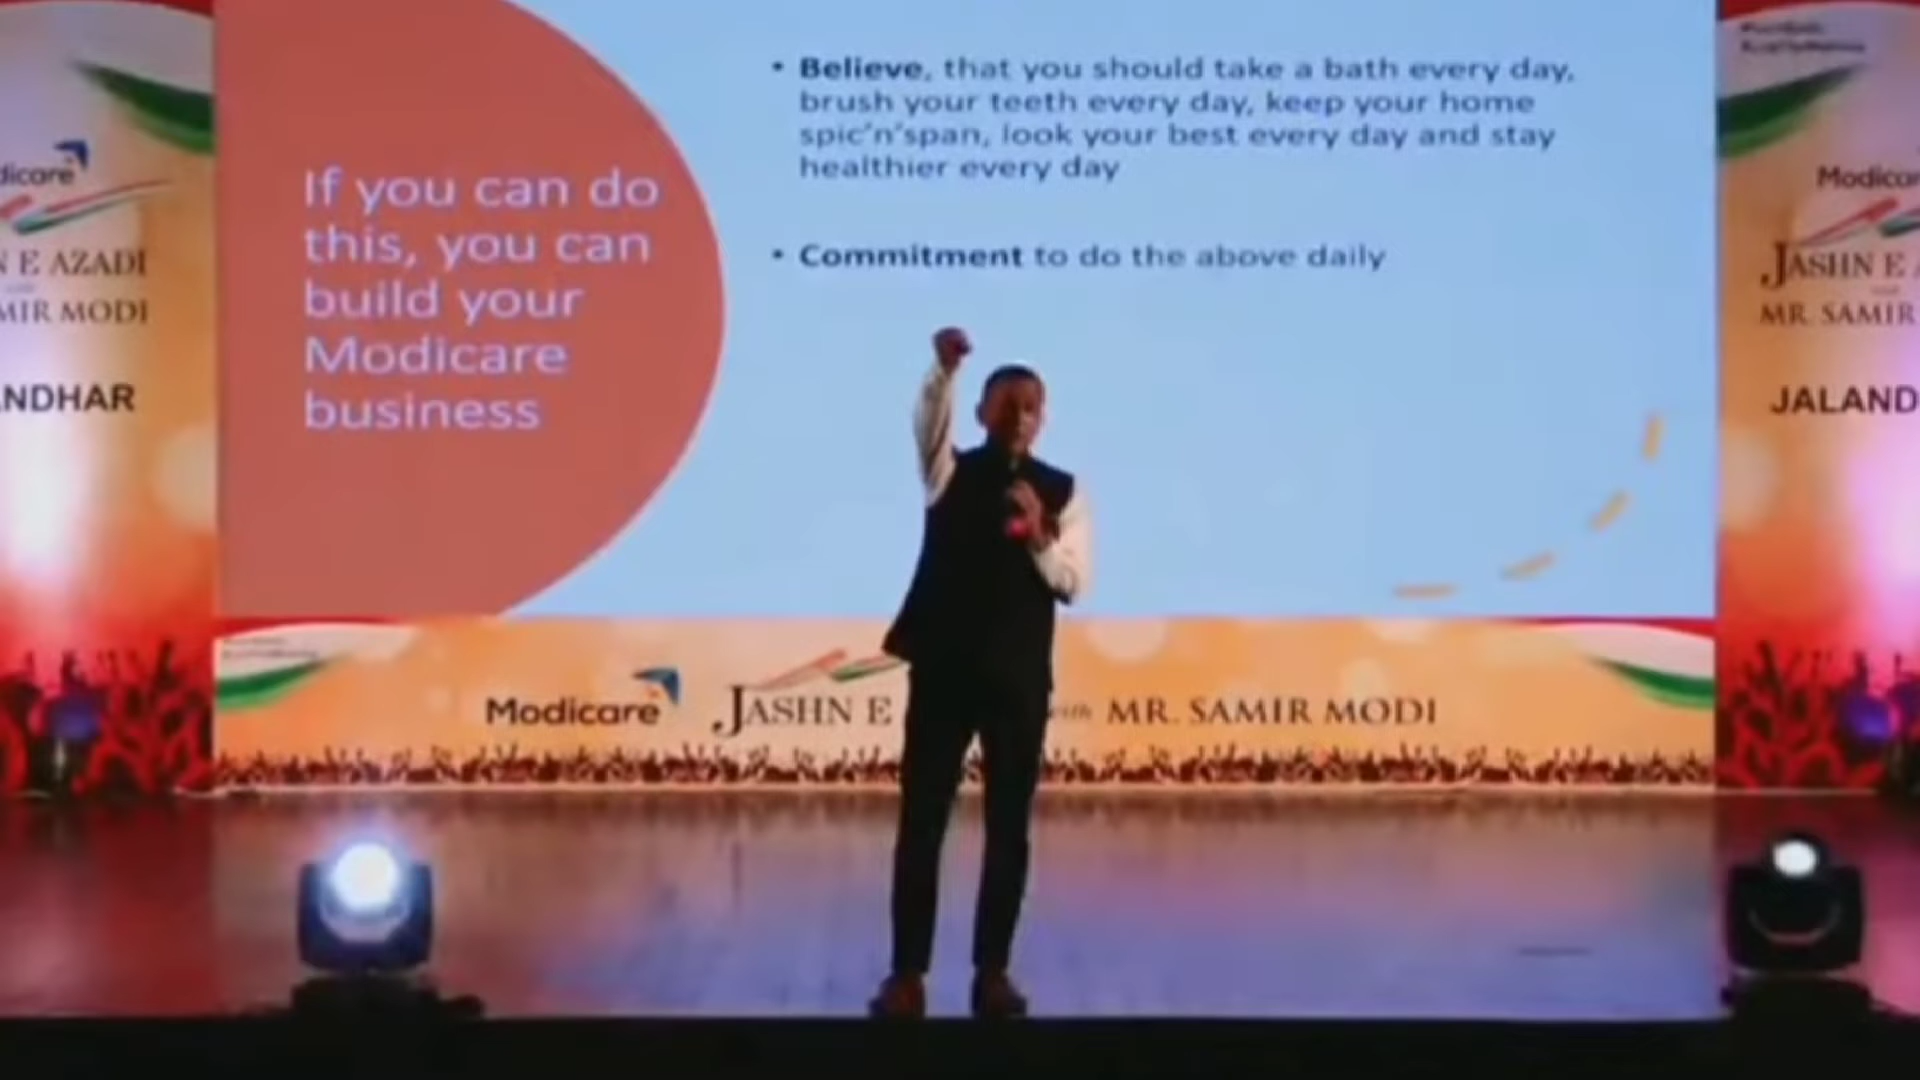 If you can do
this, you can
build your
Modicare
business
• Believe, that you should take a bath every day,
brush your teeth every day, keep your home
spic'n'span, look your best every day and stay
healthier every day
• Commitment to do the above daily
dicare
N E AZADI
MIR MODI
ANDHAR
Modicar
JASHN E A
MR. SAMIR
JALAND
Modicare
JASHN E
with MR. SAMIR MODI